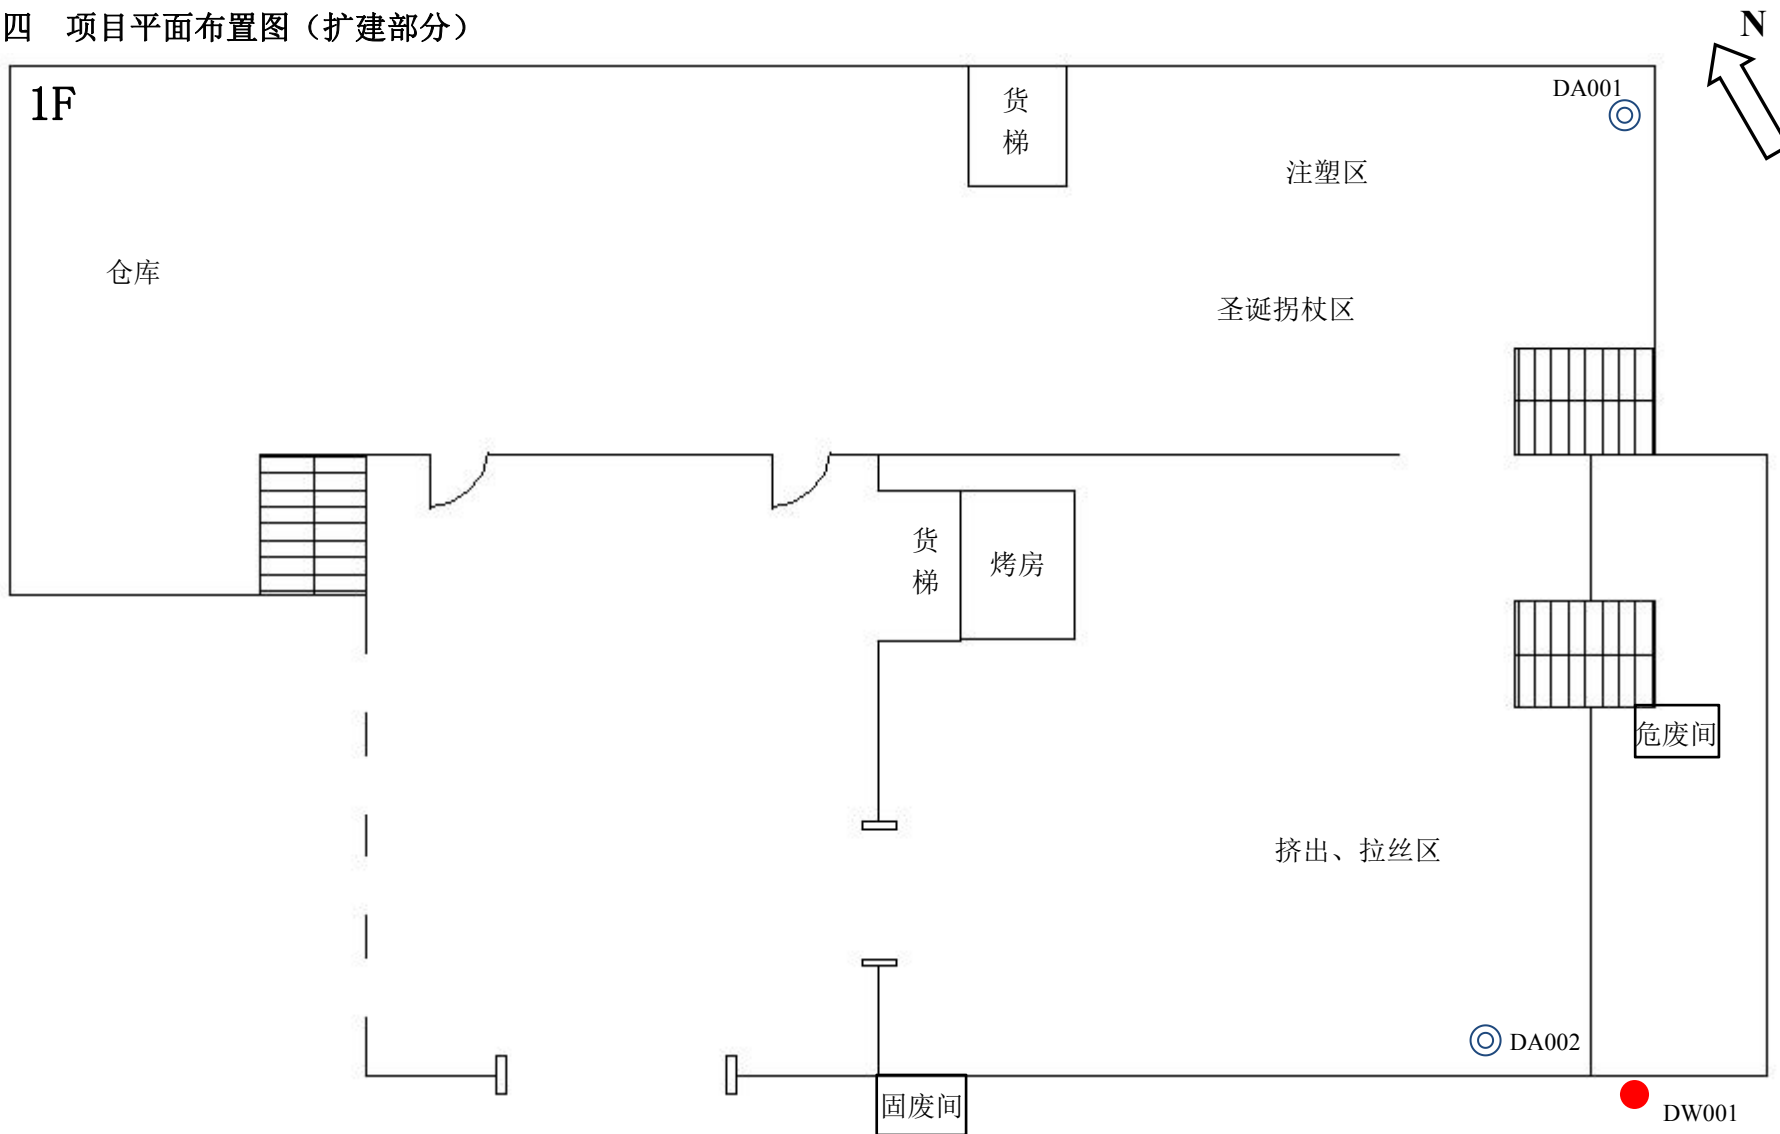 四 项目平面布置图（扩建部分）
N
1F
DA001
货
梯
注塑区
仓库
圣诞拐杖区
货
梯
烤房
危废间
挤出、拉丝区
DA002
固废间
DW001